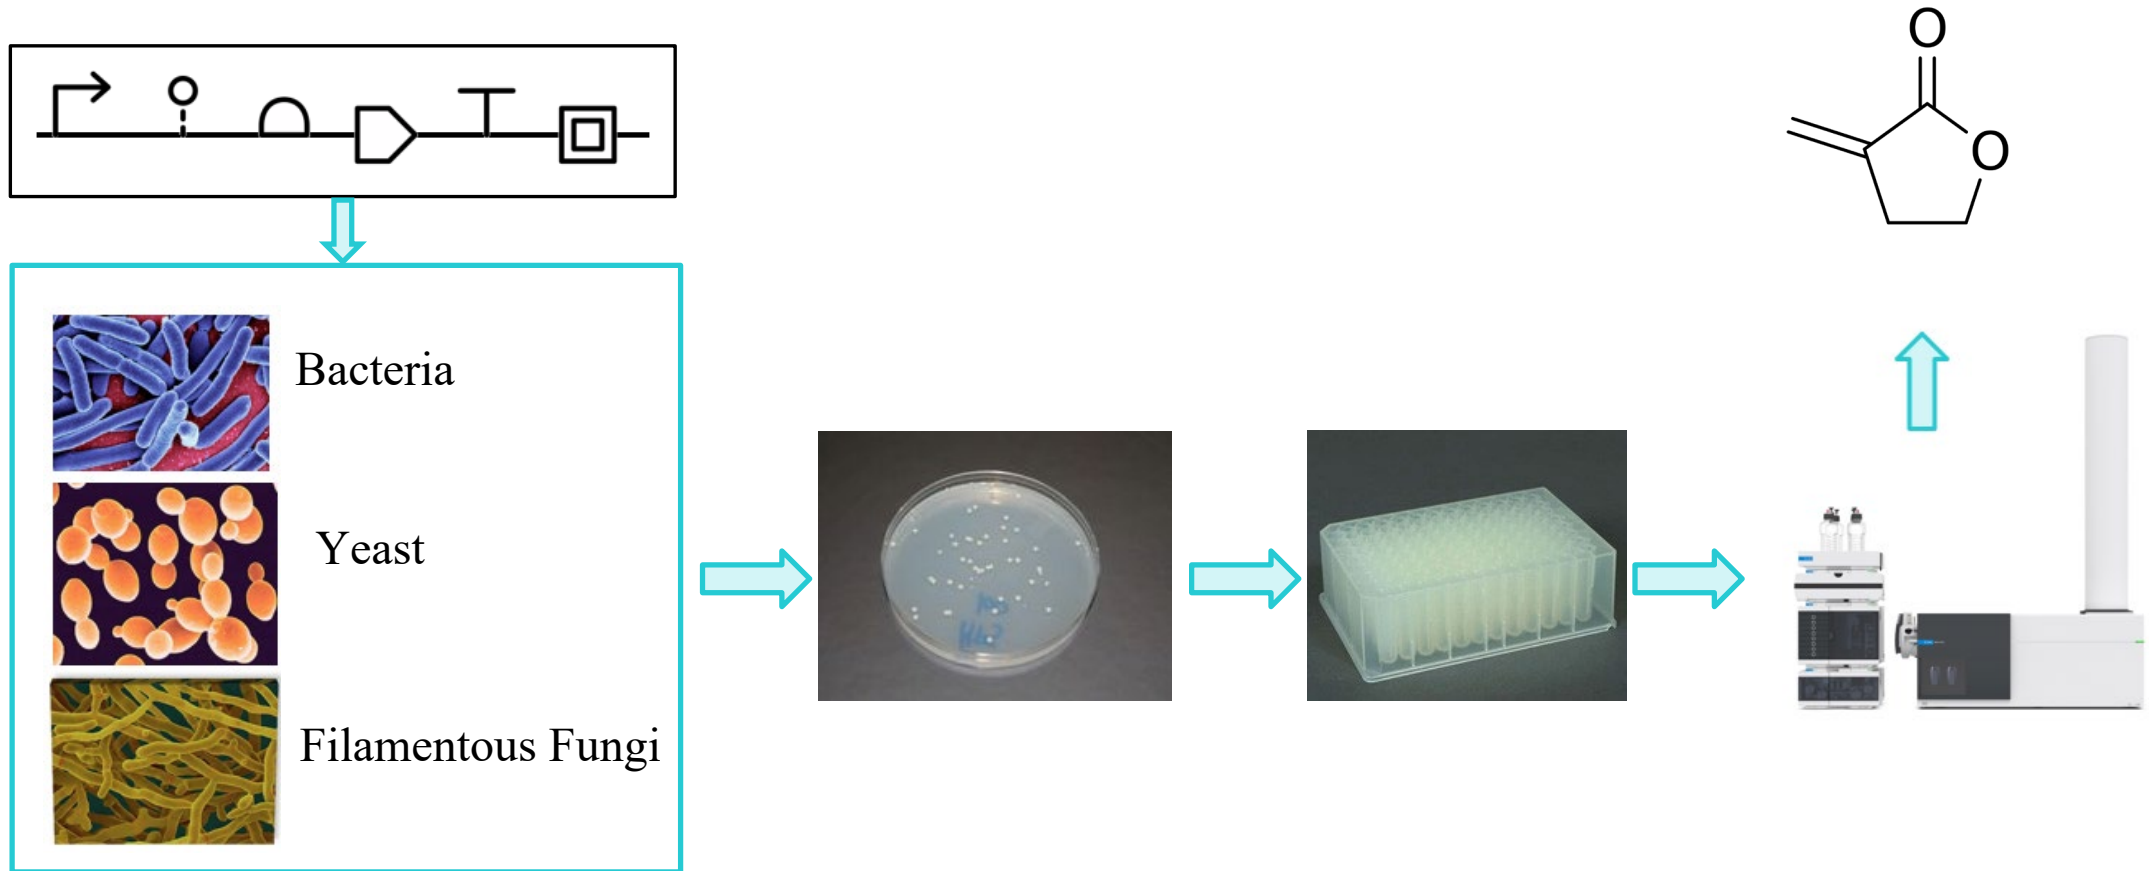 O
O
Bacteria
Yeast
Filamentous Fungi